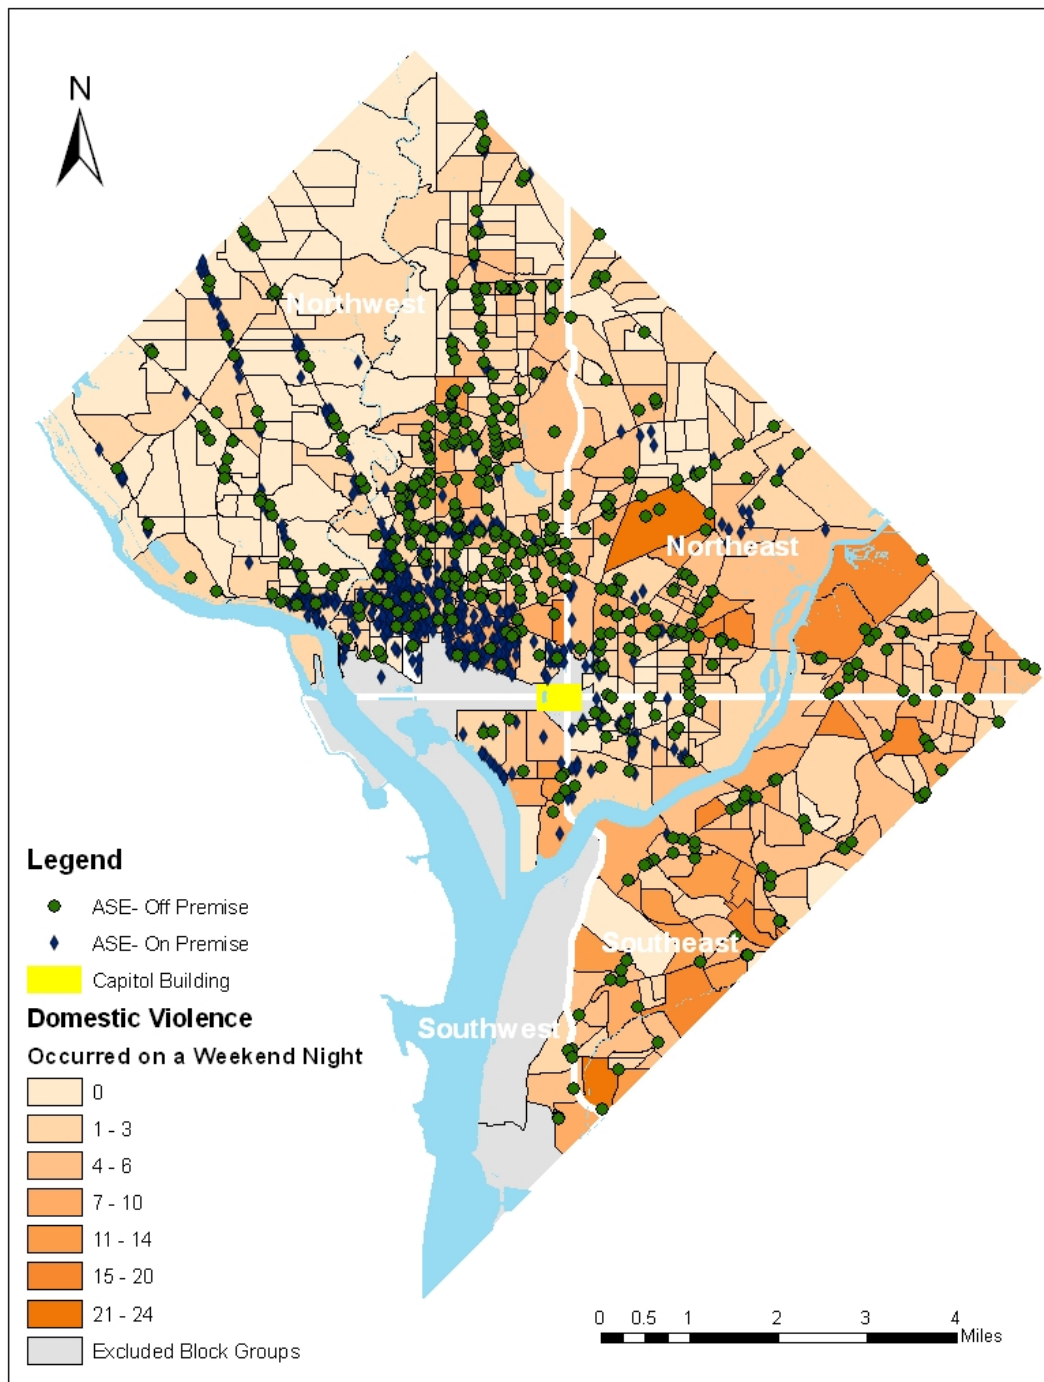 N
Northwest
Northeast
Southeast
Southwest
Legend
ASE- Off Premise
ASE- On Premise
Capitol Building
Domestic Violence
Occurred on a Weekend Night
0
1 - 3
4 - 6
7 - 10
11 - 14
15 - 20
21 - 24
Excluded Block Groups
0 0.5 1 2 3 4
Miles